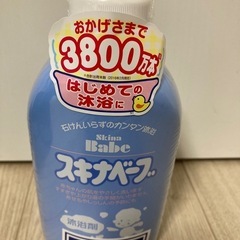 おかげさまで
3800万本
はじめての
沐浴に
石けんいらずのカンタン沐浴
Skina
Babe
スキナベーブ
沐浴剤